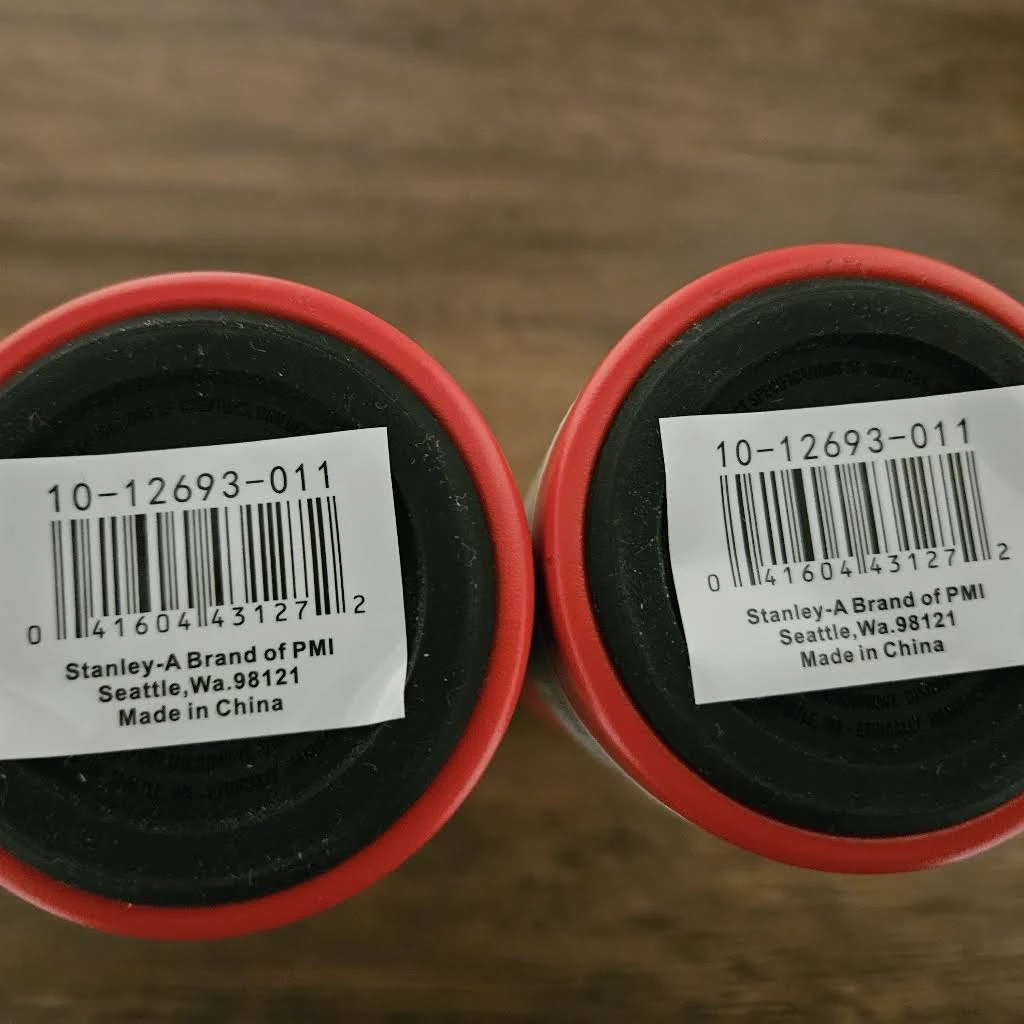 10-12693-011
0 41604 43127 2
Stanley-A Brand of PMI
Seattle,Wa.98121
Made in China
10-12693-011
0 41604 43127 2
Stanley-A Brand of PMI
Seattle,Wa.98121
Made in China